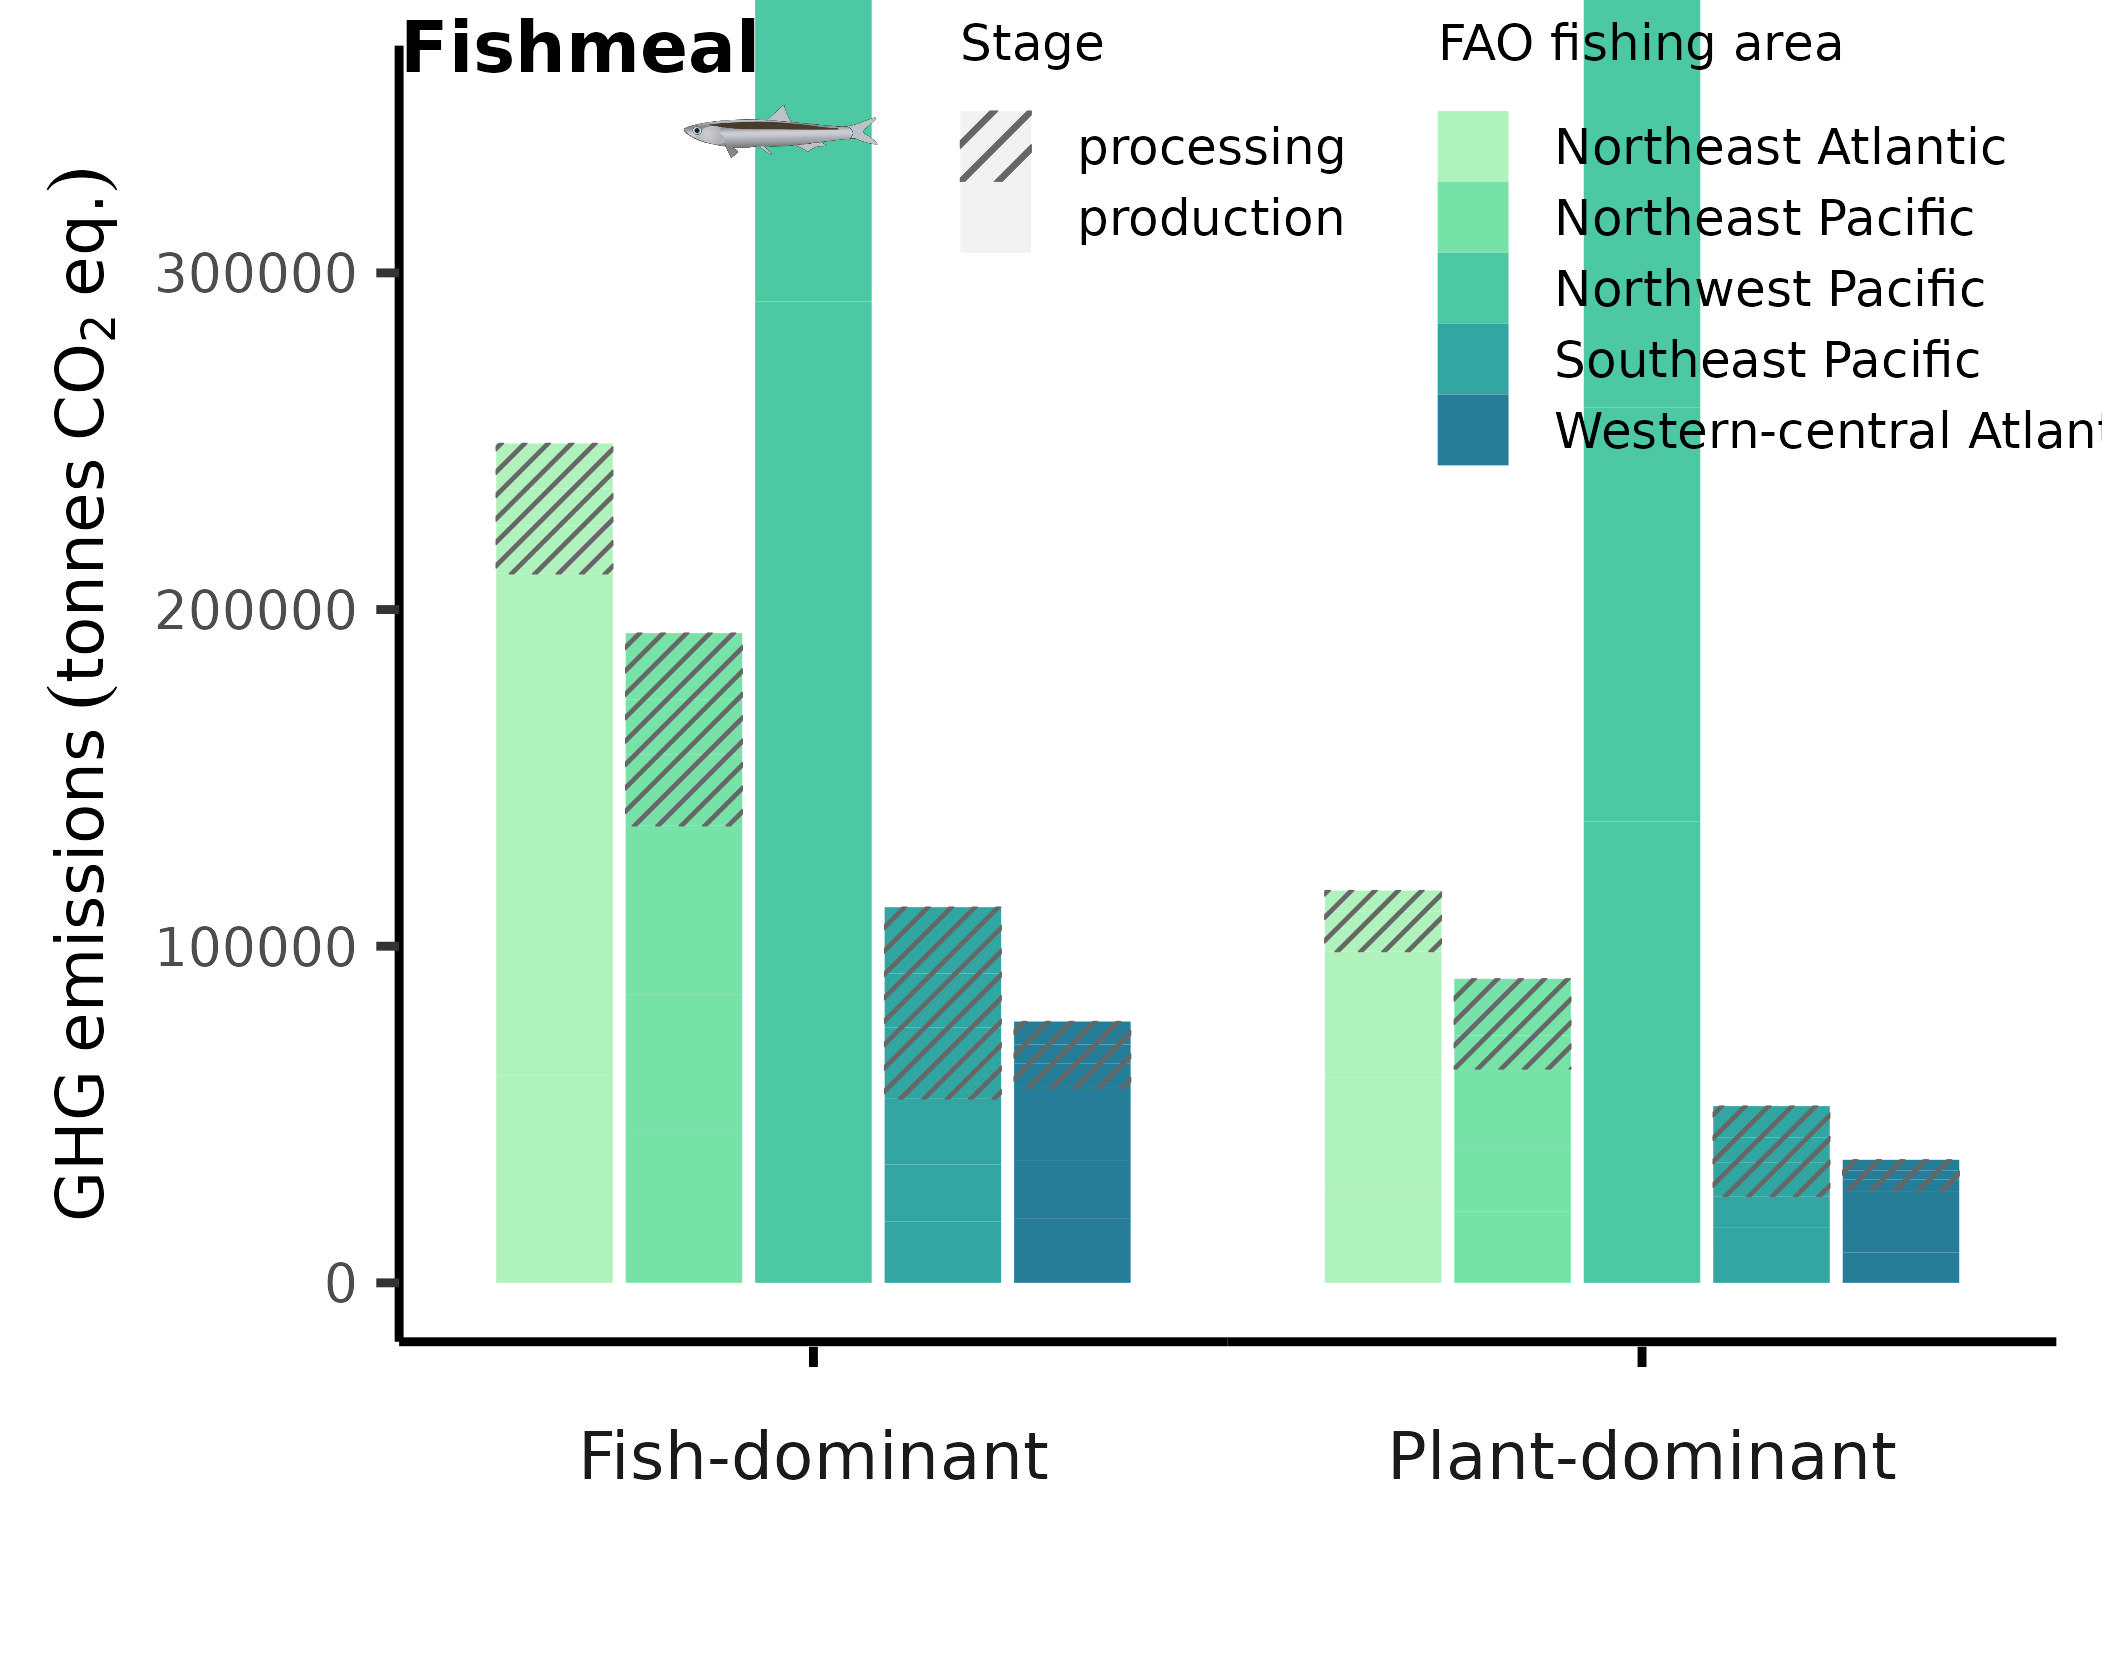 Fishmeal
Stage
processing
production
FAO fishing area
Northeast Atlantic
Northeast Pacific
Northwest Pacific
Southeast Pacific
Western-central Atlant
GHG emissions (tonnes CO₂ eq.)
300000
200000
100000
0
Fish-dominant
Plant-dominant